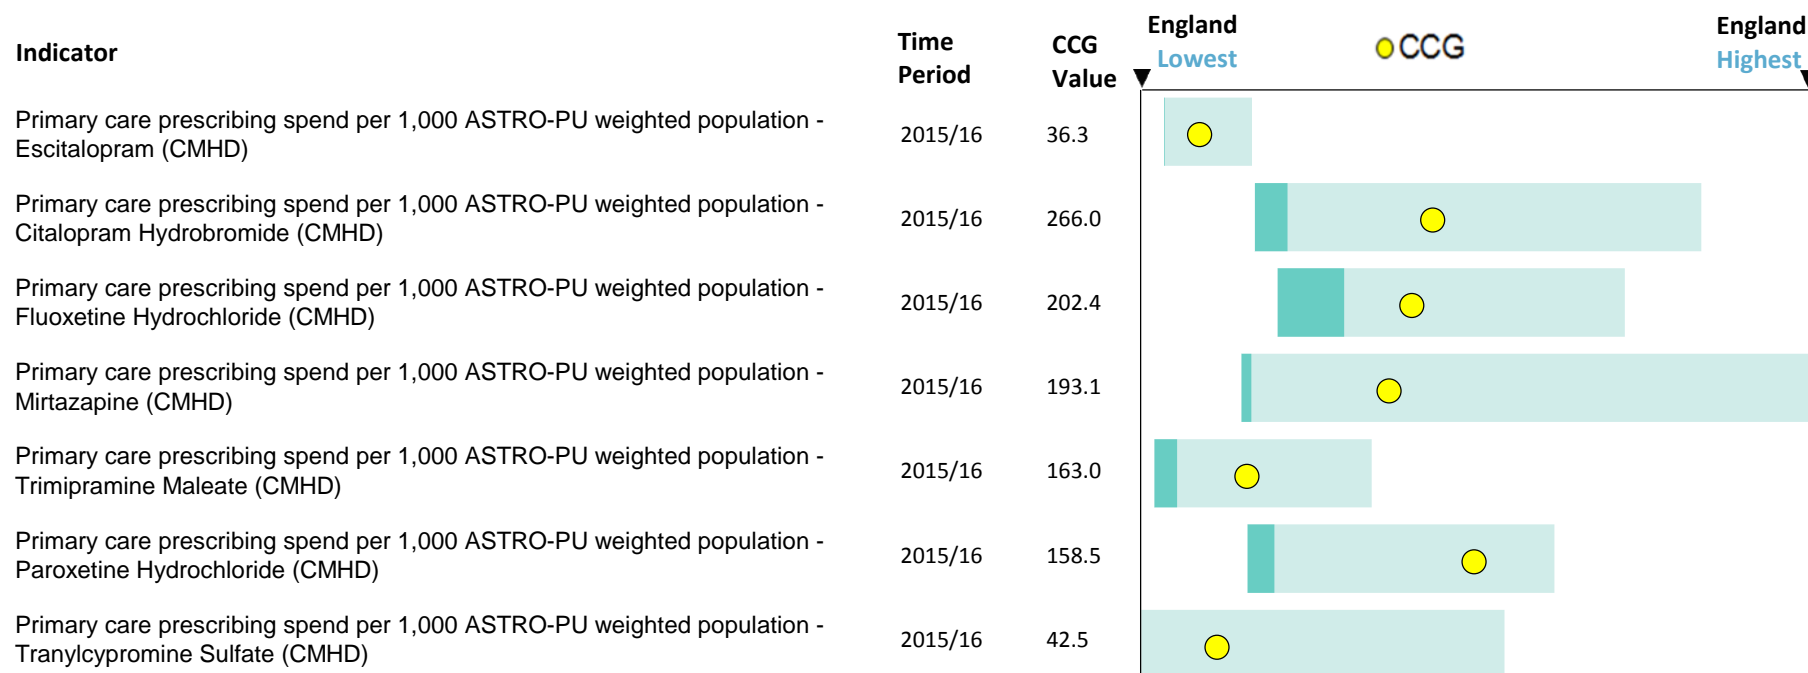 Indicator
Time
Period
CCG
Value
England
Lowest
CCG
England
Highest
Primary care prescribing spend per 1,000 ASTRO-PU weighted population -
Escitalopram (CMHD)
2015/16
36.3
Primary care prescribing spend per 1,000 ASTRO-PU weighted population -
Citalopram Hydrobromide (CMHD)
2015/16
266.0
Primary care prescribing spend per 1,000 ASTRO-PU weighted population -
Fluoxetine Hydrochloride (CMHD)
2015/16
202.4
Primary care prescribing spend per 1,000 ASTRO-PU weighted population -
Mirtazapine (CMHD)
2015/16
193.1
Primary care prescribing spend per 1,000 ASTRO-PU weighted population -
Trimipramine Maleate (CMHD)
2015/16
163.0
Primary care prescribing spend per 1,000 ASTRO-PU weighted population -
Paroxetine Hydrochloride (CMHD)
2015/16
158.5
Primary care prescribing spend per 1,000 ASTRO-PU weighted population -
Tranylcypromine Sulfate (CMHD)
2015/16
42.5